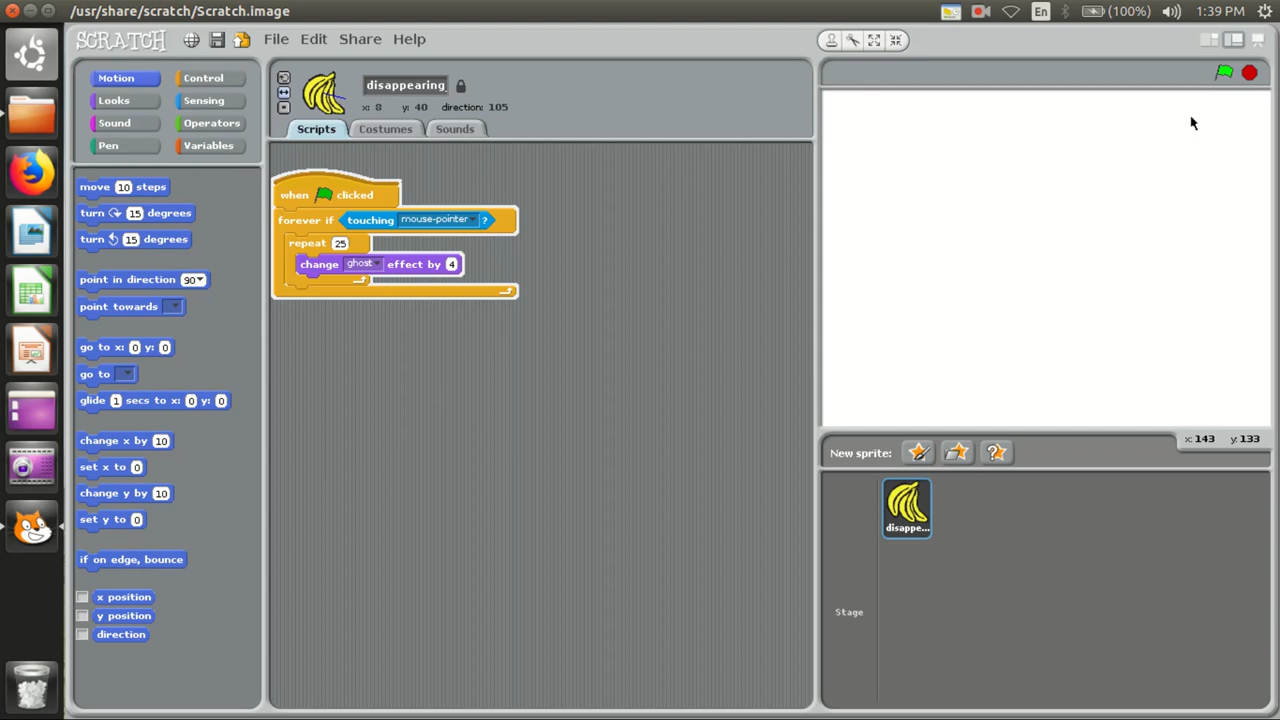 /usr/share/scratch/Scratch.image
En
(100%)
1:39 PM
SCRATCH
File Edit Share Help
Motion
Control
Looks
Sensing
Sound
Operators
Pen
Variables
move 10 steps
turn 15 degrees
turn 15 degrees
point in direction 90
point towards
go to x: 0 y: 0
go to
glide 1 secs to x: 0 y: 0
change x by 10
set x to 0
change y by 10
set y to 0
if on edge, bounce
x position
y position
direction
disappearing
x: 8 y: 40 direction: 105
Scripts Costumes Sounds
when clicked
forever if touching mouse-pointer ?
repeat 25
change ghost effect by 4
x: 143 y: 133
New sprite:
disappe...
Stage